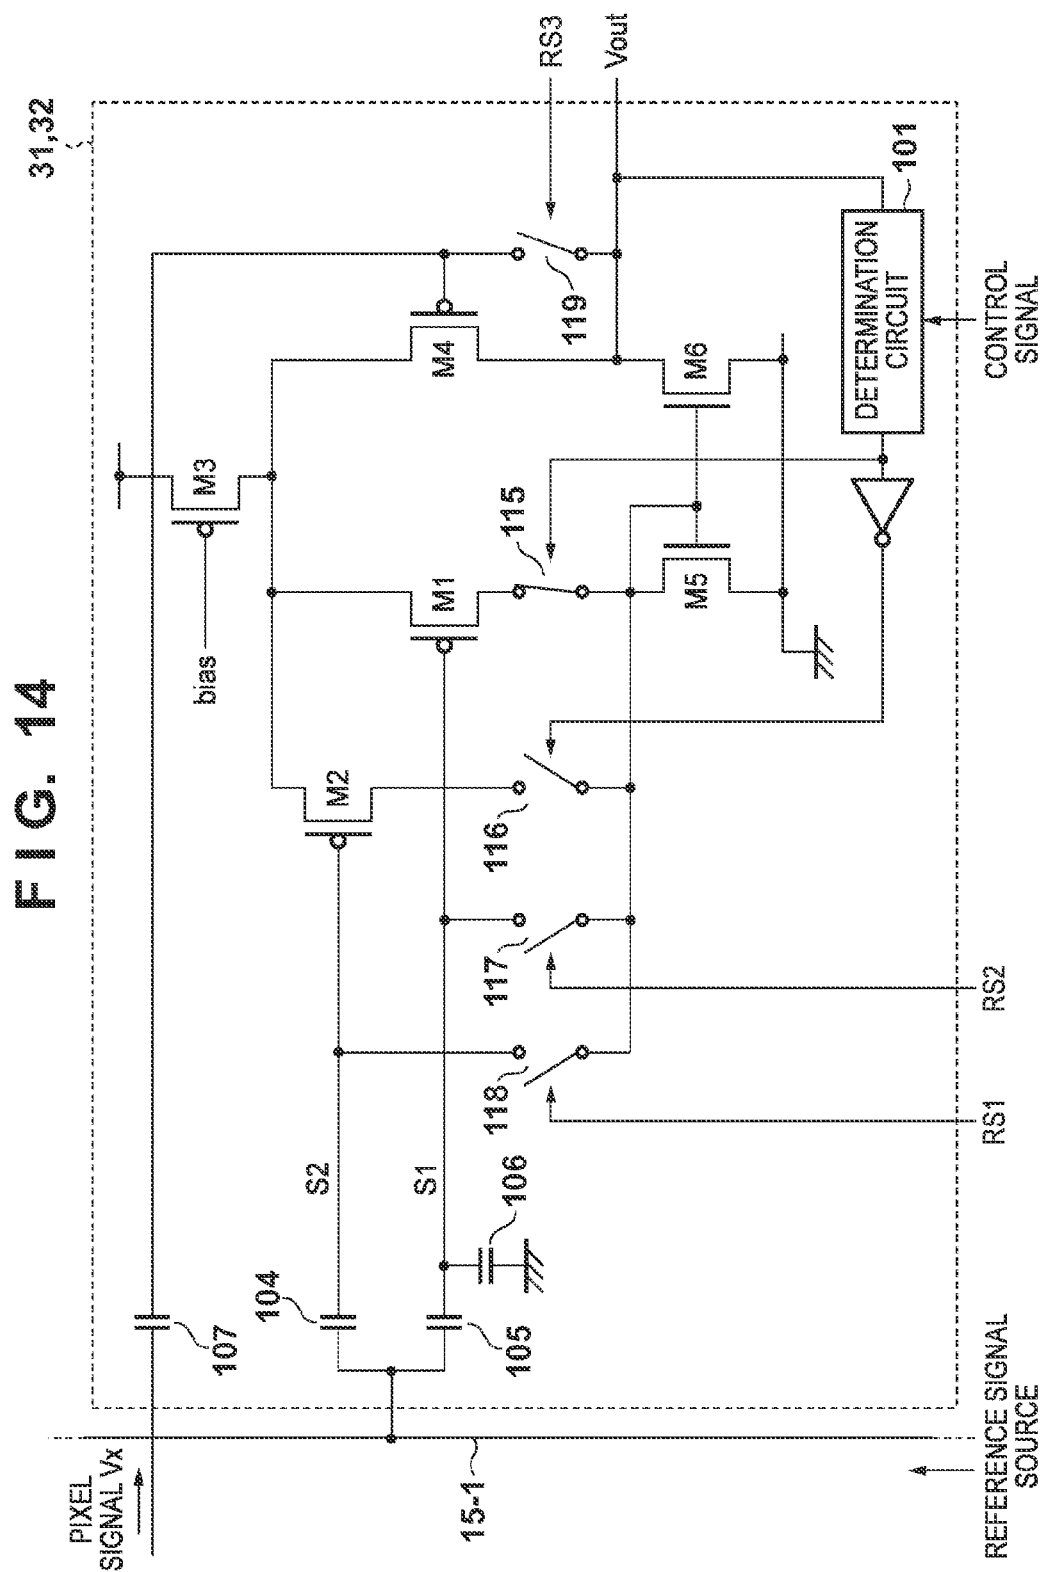 FIG. 14
31,32
PIXEL
SIGNAL Vx
107
104
105
106
S2
S1
bias
M3
M2
M1
M4
M5
M6
118
117
116
115
119
RS3
Vout
DETERMINATION
CIRCUIT
101
CONTROL
SIGNAL
RS1
RS2
15-1
REFERENCE SIGNAL
SOURCE